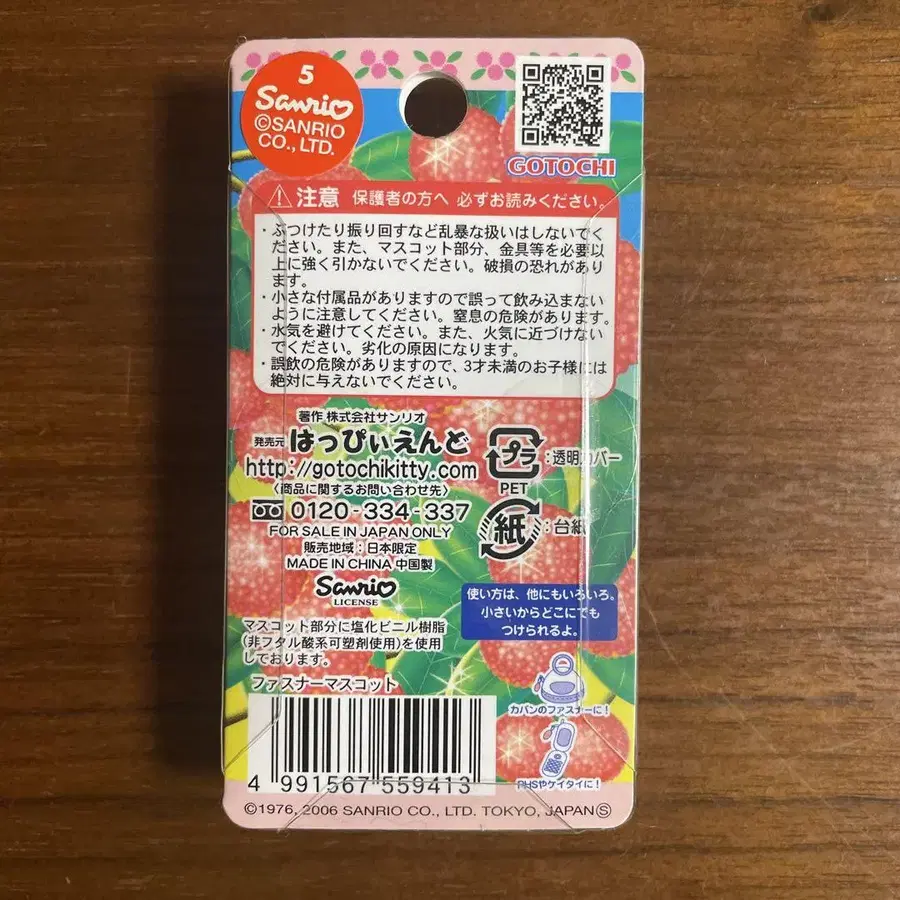 5
Sanrio
©SANRIO
CO., LTD.
GOTOCHI
注意 保護者の方へ 必ずお読みください。
・ぶつけたり振り回すなど乱暴な扱いはしないでく
ださい。また、マスコット部分、金具等を必要以
上に強く引かないでください。破損の恐れがあり
ます。
・小さな付属品がありますので誤って飲み込まない
ように注意してください。窒息の危険があります。
・水気を避けてください。また、火気に近づけない
でください。劣化の原因になります。
・誤飲の危険がありますので、3才未満のお子様には
絶対に与えないでください。
著作 株式会社サンリオ
発売元 はっぴぃえんど
http://gotochikitty.com
〈商品に関するお問い合わせ先〉
0120-334-337
FOR SALE IN JAPAN ONLY
販売地域：日本限定
MADE IN CHINA 中国製
Sanrio
LICENSE
マスコット部分に塩化ビニル樹脂
(非フタル酸系可塑剤使用)を使用
しております。
ファスナーマスコット
プラ :透明カバー
PET
紙 :台紙
使い方は、他にもいろいろ。
小さいからどこにでも
つけられるよ。
カバンのファスナーに!
PHSやケイタイに!
4 991567 559413
©1976, 2006 SANRIO CO., LTD. TOKYO, JAPAN Ⓢ